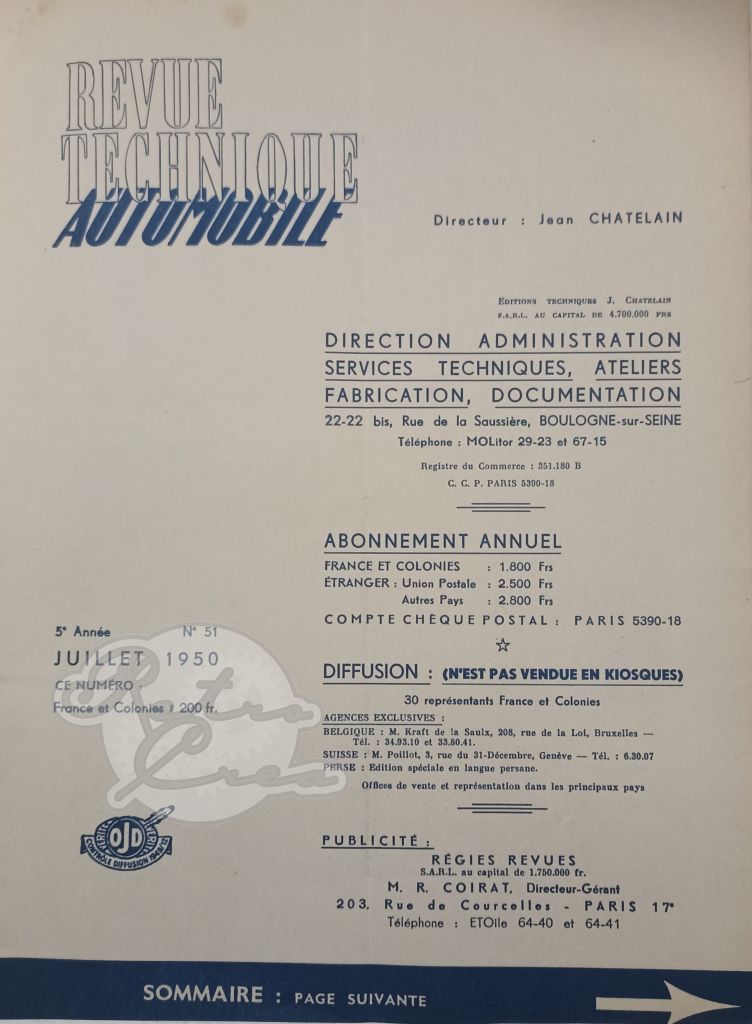 REVUE
TECHNIQUE
AUTOMOBILE
Directeur : Jean CHATELAIN
EDITIONS TECHNIQUES J. CHATELAIN
S.A.R.L. AU CAPITAL DE 4.700.000 FRS
DIRECTION ADMINISTRATION
SERVICES TECHNIQUES, ATELIERS
FABRICATION, DOCUMENTATION
22-22 bis, Rue de la Saussière, BOULOGNE-sur-SEINE
Téléphone : MOLitor 29-23 et 67-15
Registre du Commerce : 351.180 B
C. C. P. PARIS 5390-18
ABONNEMENT ANNUEL
FRANCE ET COLONIES : 1.800 Frs
ÉTRANGER : Union Postale : 2.500 Frs
Autres Pays : 2.800 Frs
COMPTE CHÈQUE POSTAL : PARIS 5390-18
5e Année N° 51
JUILLET 1950
CE NUMÉRO :
France et Colonies : 200 fr.
Retro
Crea
DIFFUSION : (N'EST PAS VENDUE EN KIOSQUES)
30 représentants France et Colonies
AGENCES EXCLUSIVES :
BELGIQUE : M. Kraft de la Saulx, 208, rue de la Loi, Bruxelles —
Tél. : 34.93.10 et 33.80.41.
SUISSE : M. Poillot, 3, rue du 31-Décembre, Genève — Tél. : 6.30.07
PERSE : Edition spéciale en langue persane.
Offices de vente et représentation dans les principaux pays
OJD
CONTRÔLE DIFFUSION
PUBLICITÉ :
RÉGIES REVUES
S.A.R.L. au capital de 1.750.000 fr.
M. R. COIRAT, Directeur-Gérant
203, Rue de Courcelles - PARIS 17e
Téléphone : ETOile 64-40 et 64-41
SOMMAIRE : PAGE SUIVANTE